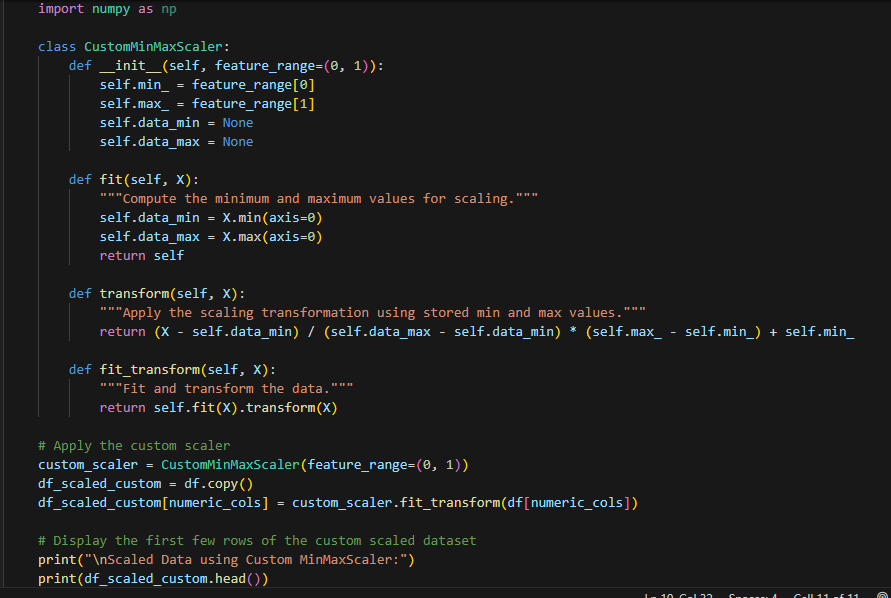 import numpy as np
class CustomMinMaxScaler:
    def __init__(self, feature_range=(0, 1)):
        self.min_ = feature_range[0]
        self.max_ = feature_range[1]
        self.data_min = None
        self.data_max = None
    def fit(self, X):
        """Compute the minimum and maximum values for scaling."""
        self.data_min = X.min(axis=0)
        self.data_max = X.max(axis=0)
        return self
    def transform(self, X):
        """Apply the scaling transformation using stored min and max values."""
        return (X - self.data_min) / (self.data_max - self.data_min) * (self.max_ - self.min_) + self.min_
    def fit_transform(self, X):
        """Fit and transform the data."""
        return self.fit(X).transform(X)
# Apply the custom scaler
custom_scaler = CustomMinMaxScaler(feature_range=(0, 1))
df_scaled_custom = df.copy()
df_scaled_custom[numeric_cols] = custom_scaler.fit_transform(df[numeric_cols])
# Display the first few rows of the custom scaled dataset
print("\nScaled Data using Custom MinMaxScaler:")
print(df_scaled_custom.head())